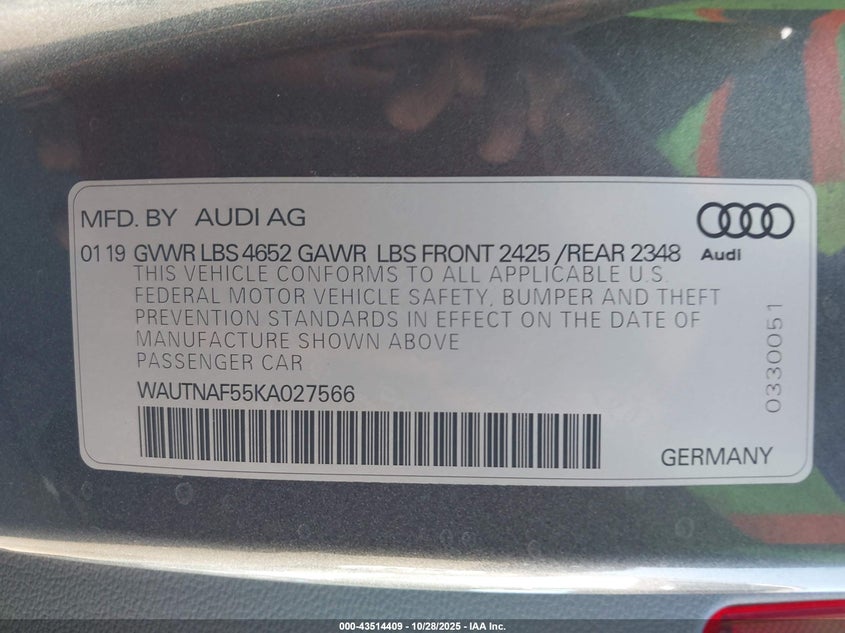 MFD. BY AUDI AG
01 19 GVWR LBS 4652 GAWR LBS FRONT 2425 /REAR 2348
Audi
THIS VEHICLE CONFORMS TO ALL APPLICABLE U.S.
FEDERAL MOTOR VEHICLE SAFETY, BUMPER AND THEFT
PREVENTION STANDARDS IN EFFECT ON THE DATE OF
MANUFACTURE SHOWN ABOVE
PASSENGER CAR
0330051
WAUTNAF55KA027566
GERMANY
000-43514409 - 10/28/2025 - IAA Inc.